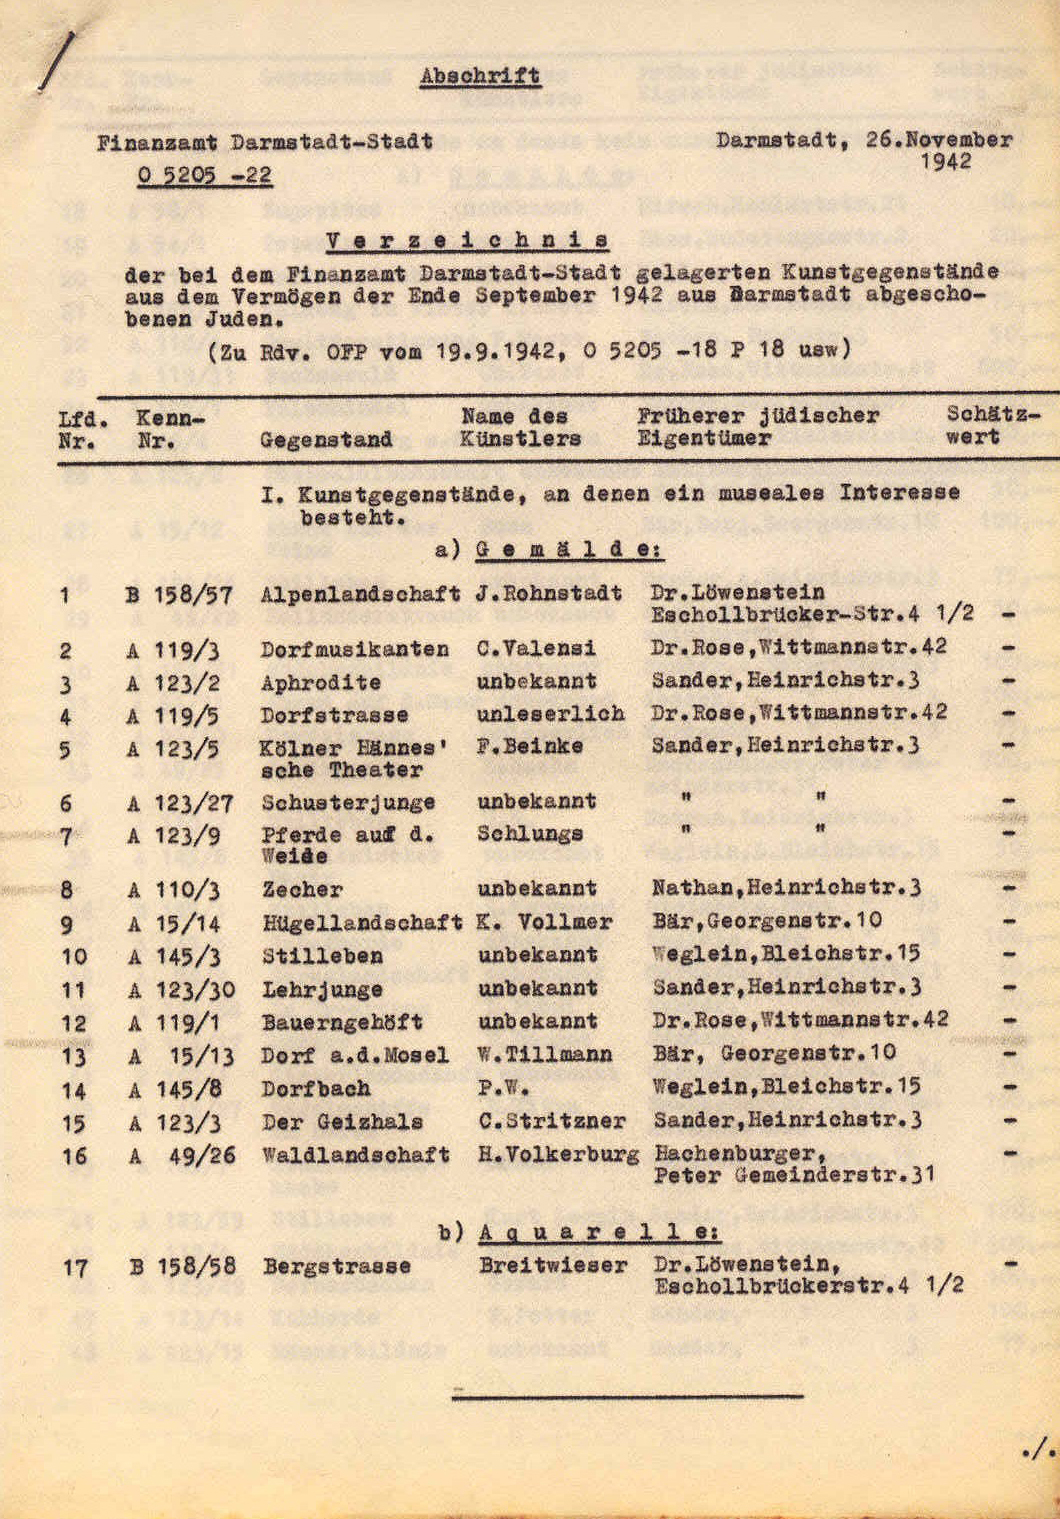 Abschrift
Finanzamt Darmstadt-Stadt Darmstadt, 26.November
O 5205 -22 1942
Verzeichnis
der bei dem Finanzamt Darmstadt-Stadt gelagerten Kunstgegenstände
aus dem Vermögen der Ende September 1942 aus Darmstadt abgescho-
benen Juden.
(Zu Rdv. OFP vom 19.9.1942, O 5205 -18 P 18 usw)
Lfd. Kenn- Name des Früherer jüdischer Schätz-
Nr. Nr. Gegenstand Künstlers Eigentümer wert
I. Kunstgegenstände, an denen ein museales Interesse
besteht.
a) Gemälde:
1 B 158/57 Alpenlandschaft J.Rohnstadt Dr.Löwenstein
Eschollbrücker-Str.4 1/2 -
2 A 119/3 Dorfmusikanten C.Valensi Dr.Rose,Wittmannstr.42 -
3 A 123/2 Aphrodite unbekannt Sander,Heinrichstr.3 -
4 A 119/5 Dorfstrasse unleserlich Dr.Rose,Wittmannstr.42 -
5 A 123/5 Kölner Hännes' F.Beinke Sander,Heinrichstr.3 -
sche Theater
6 A 123/27 Schusterjunge unbekannt " " -
7 A 123/9 Pferde auf d. Schlungs " " -
Weide
8 A 110/3 Zecher unbekannt Nathan,Heinrichstr.3 -
9 A 15/14 Hügellandschaft K. Vollmer Bär,Georgenstr.10 -
10 A 145/3 Stilleben unbekannt Weglein,Bleichstr.15 -
11 A 123/30 Lehrjunge unbekannt Sander,Heinrichstr.3 -
12 A 119/1 Bauerngehöft unbekannt Dr.Rose,Wittmannstr.42 -
13 A 15/13 Dorf a.d.Mosel W.Tillmann Bär, Georgenstr.10 -
14 A 145/8 Dorfbach P.W. Weglein,Bleichstr.15 -
15 A 123/3 Der Geizhals C.Stritzner Sander,Heinrichstr.3 -
16 A 49/26 Waldlandschaft H.Volkerburg Hachenburger, -
Peter Gemeinderstr.31
b) Aquarelle:
17 B 158/58 Bergstrasse Breitwieser Dr.Löwenstein, -
Eschollbrückerstr.4 1/2
./.